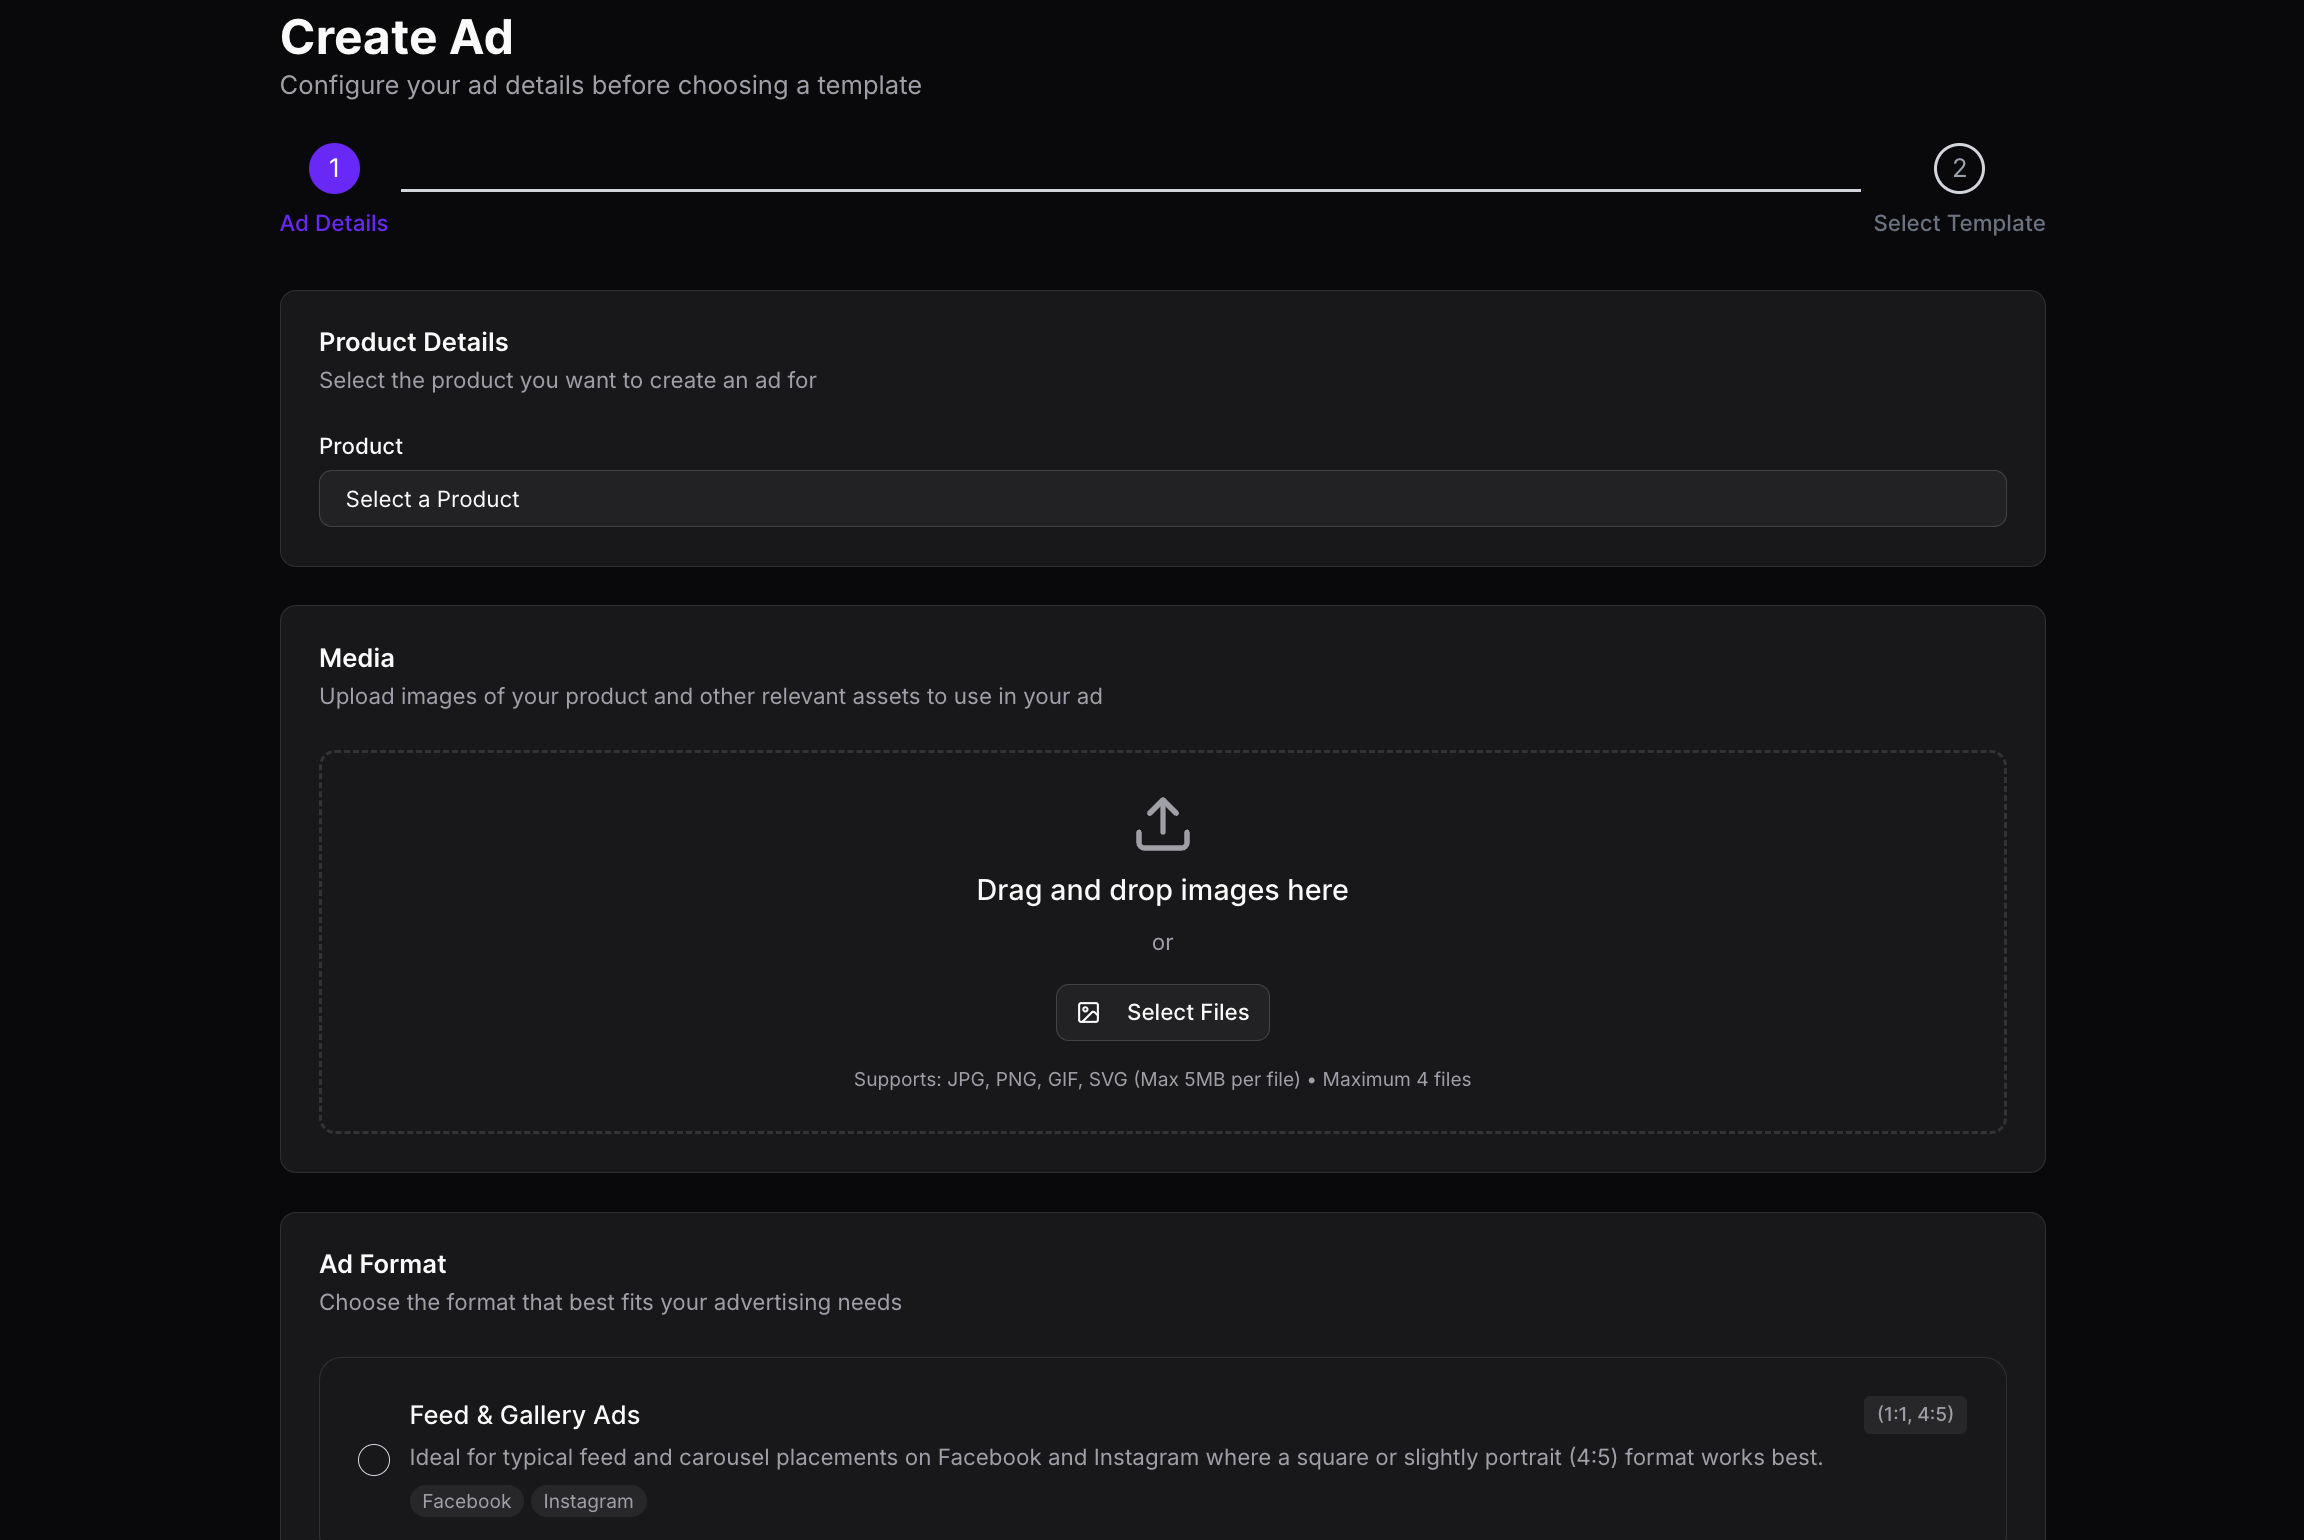 Create Ad
Configure your ad details before choosing a template
1
2
Ad Details
Select Template
Product Details
Select the product you want to create an ad for
Product
Select a Product
Media
Upload images of your product and other relevant assets to use in your ad
Drag and drop images here
or
Select Files
Supports: JPG, PNG, GIF, SVG (Max 5MB per file) • Maximum 4 files
Ad Format
Choose the format that best fits your advertising needs
Feed & Gallery Ads
(1:1, 4:5)
Ideal for typical feed and carousel placements on Facebook and Instagram where a square or slightly portrait (4:5) format works best.
Facebook
Instagram